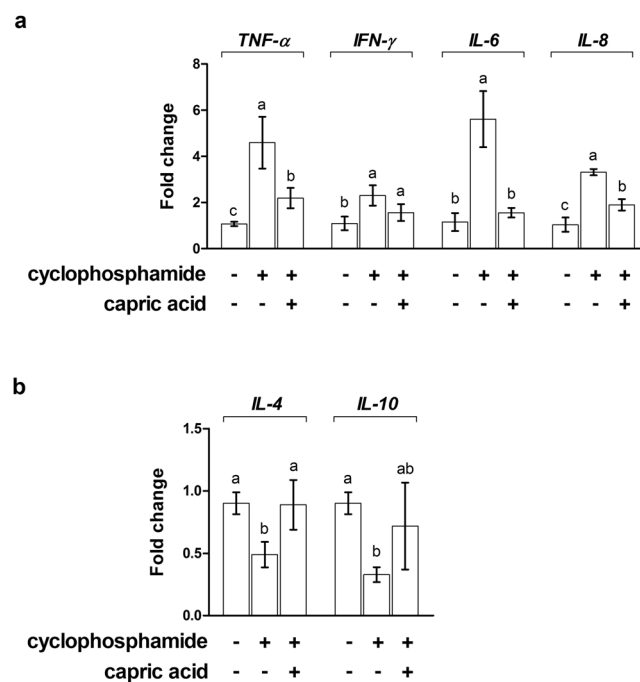 a
TNF-α IFN-γ IL-6 IL-8
8
6
4
2
0
Fold change
a a a a
b b a b b c b
c b
cyclophosphamide - + + - + + - + + - + +
capric acid - - + - - + - - + - - +
b
IL-4 IL-10
1.5
1.0
0.5
0.0
Fold change
a b a a b ab
cyclophosphamide - + + - + +
capric acid - - + - - +